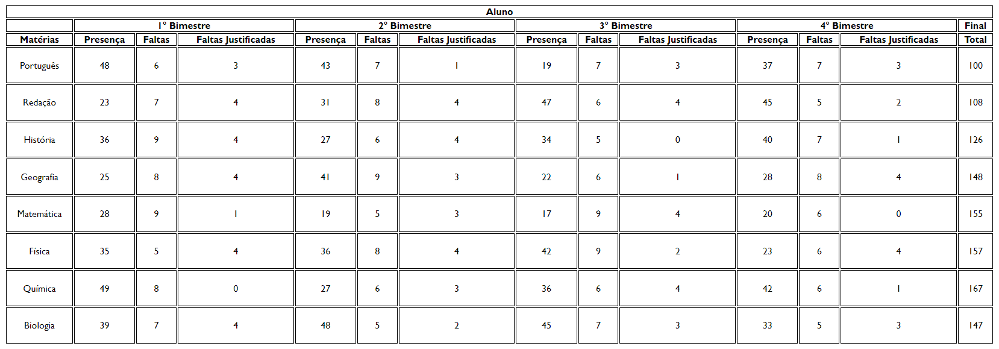 Aluno
1° Bimestre 2° Bimestre 3° Bimestre 4° Bimestre Final
Matérias Presença Faltas Faltas Justificadas Presença Faltas Faltas Justificadas Presença Faltas Faltas Justificadas Presença Faltas Faltas Justificadas Total
Português 48 6 3 43 7 1 19 7 3 37 7 3 100
Redação 23 7 4 31 8 4 47 6 4 45 5 2 108
História 36 9 4 27 6 4 34 5 0 40 7 1 126
Geografia 25 8 4 41 9 3 22 6 1 28 8 4 148
Matemática 28 9 1 19 5 3 17 9 4 20 6 0 155
Física 35 5 4 36 8 4 42 9 2 23 6 4 157
Química 49 8 0 27 6 3 36 6 4 42 6 1 167
Biologia 39 7 4 48 5 2 45 7 3 33 5 3 147